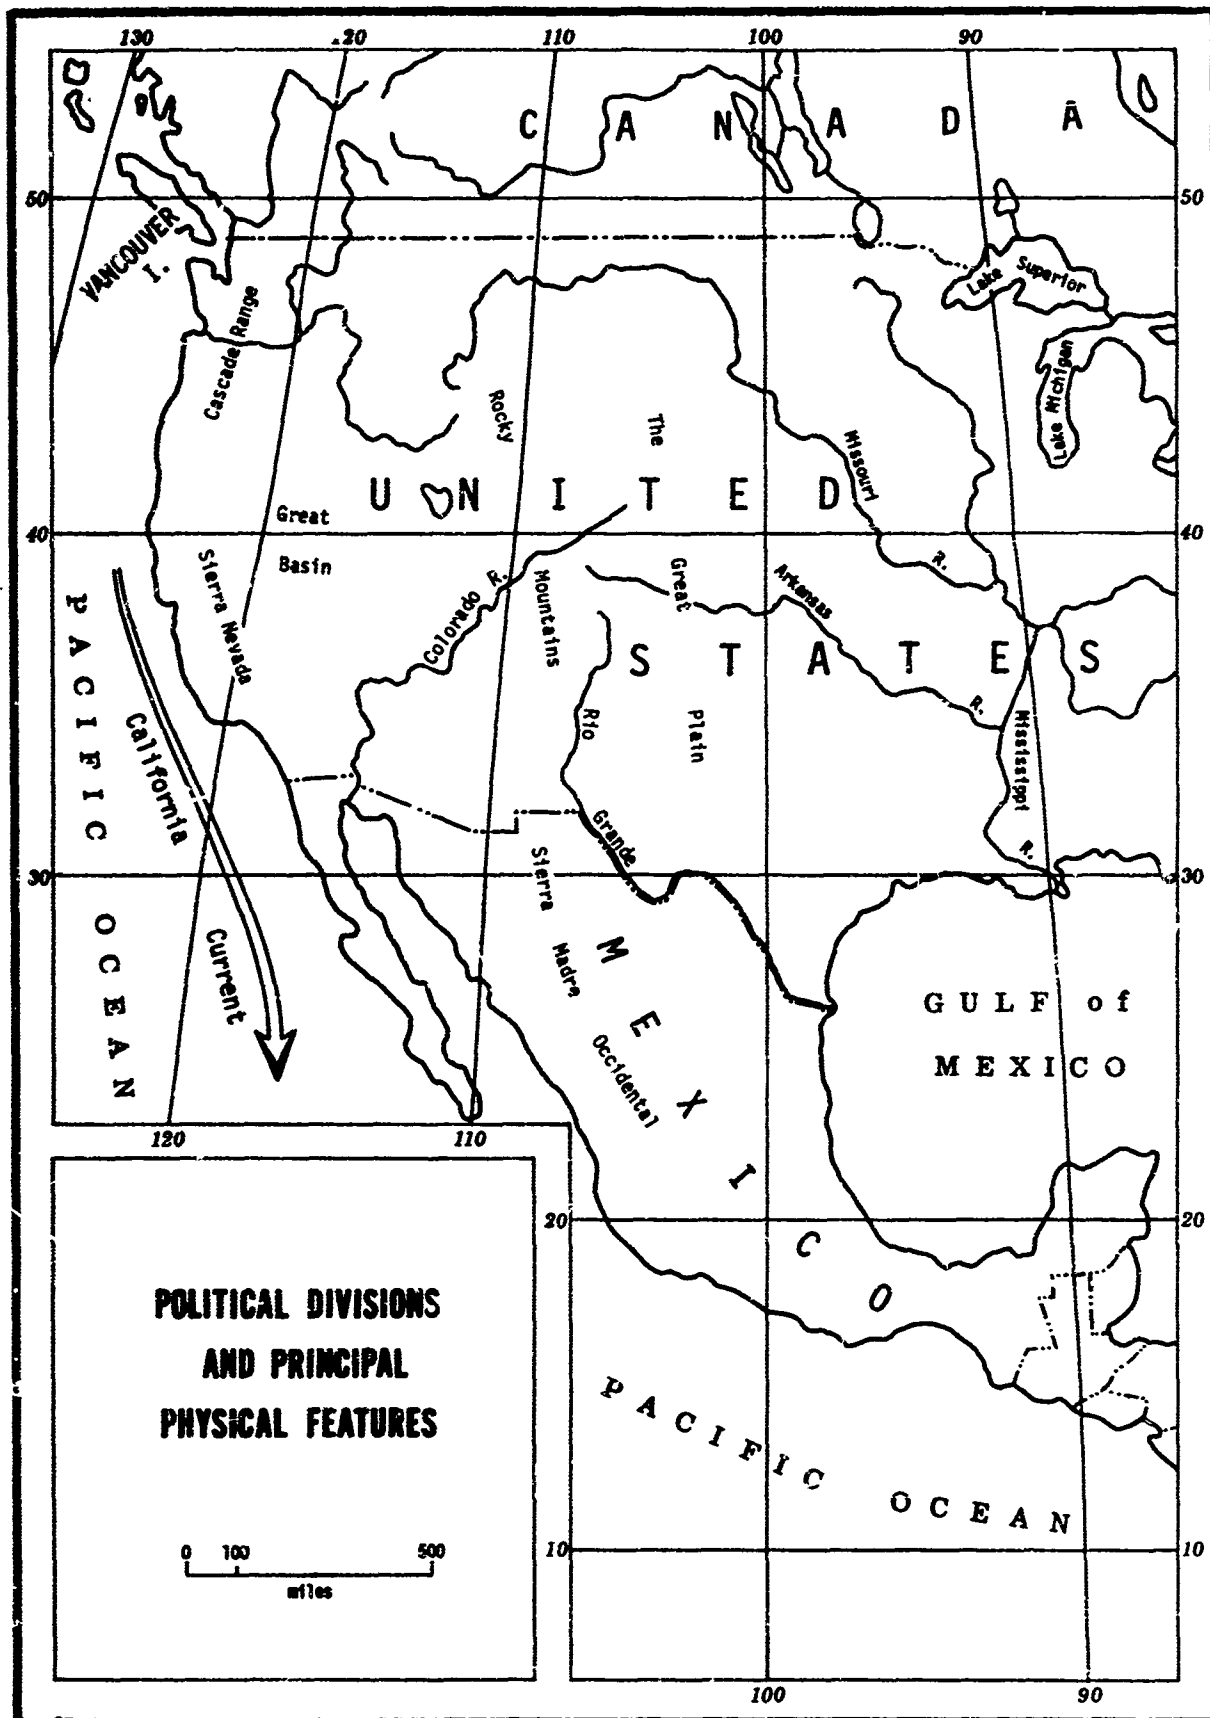 130 120 110 100 90
C A N A D A
50 50
VANCOUVER
I.
Lake Superior
Cascade Range
Lake Michigan
Rocky
The
Missouri
U N I T E D
Great
40 40
Basin
Sierra Nevada
Colorado R.
Mountains
Great
Arkansas
R.
PACIFIC OCEAN
S T A T E S
Rio
Plain
R.
Mississippi
California
Grande
R.
30 30
Sierra
Current
Madre
MEXICO
GULF of
MEXICO
Occidental
120 110
20 20
POLITICAL DIVISIONS
AND PRINCIPAL
PHYSICAL FEATURES
PACIFIC OCEAN
0 100 500
miles
10 10
100 90